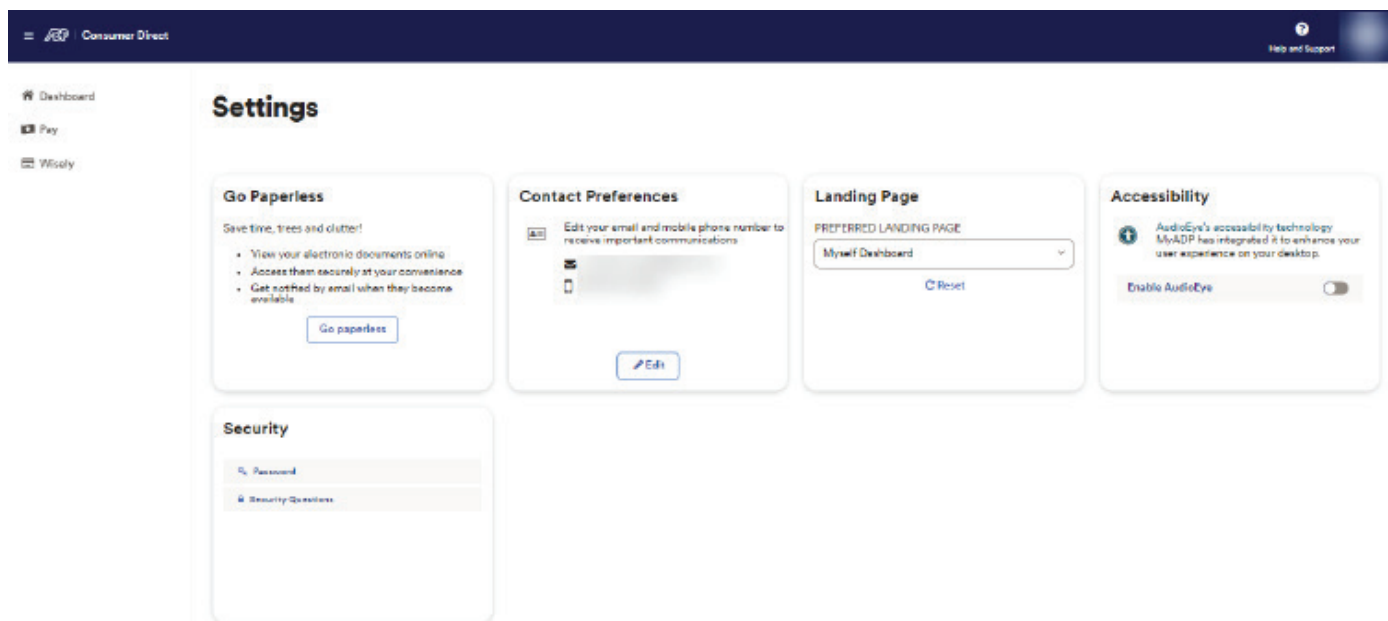 ADP Consumer Direct
Help and Support
Dashboard
Pay
Wisely
Settings
Go Paperless
Save time, trees and clutter!
• View your electronic documents online
• Access them securely at your convenience
• Get notified by email when they become
available
Go paperless
Contact Preferences
Edit your email and mobile phone number to
receive important communications
Edit
Landing Page
PREFERRED LANDING PAGE
Myself Dashboard
Reset
Accessibility
AudioEye's accessibility technology
MyADP has integrated it to enhance your
user experience on your desktop.
Enable AudioEye
Security
Password
Security Questions